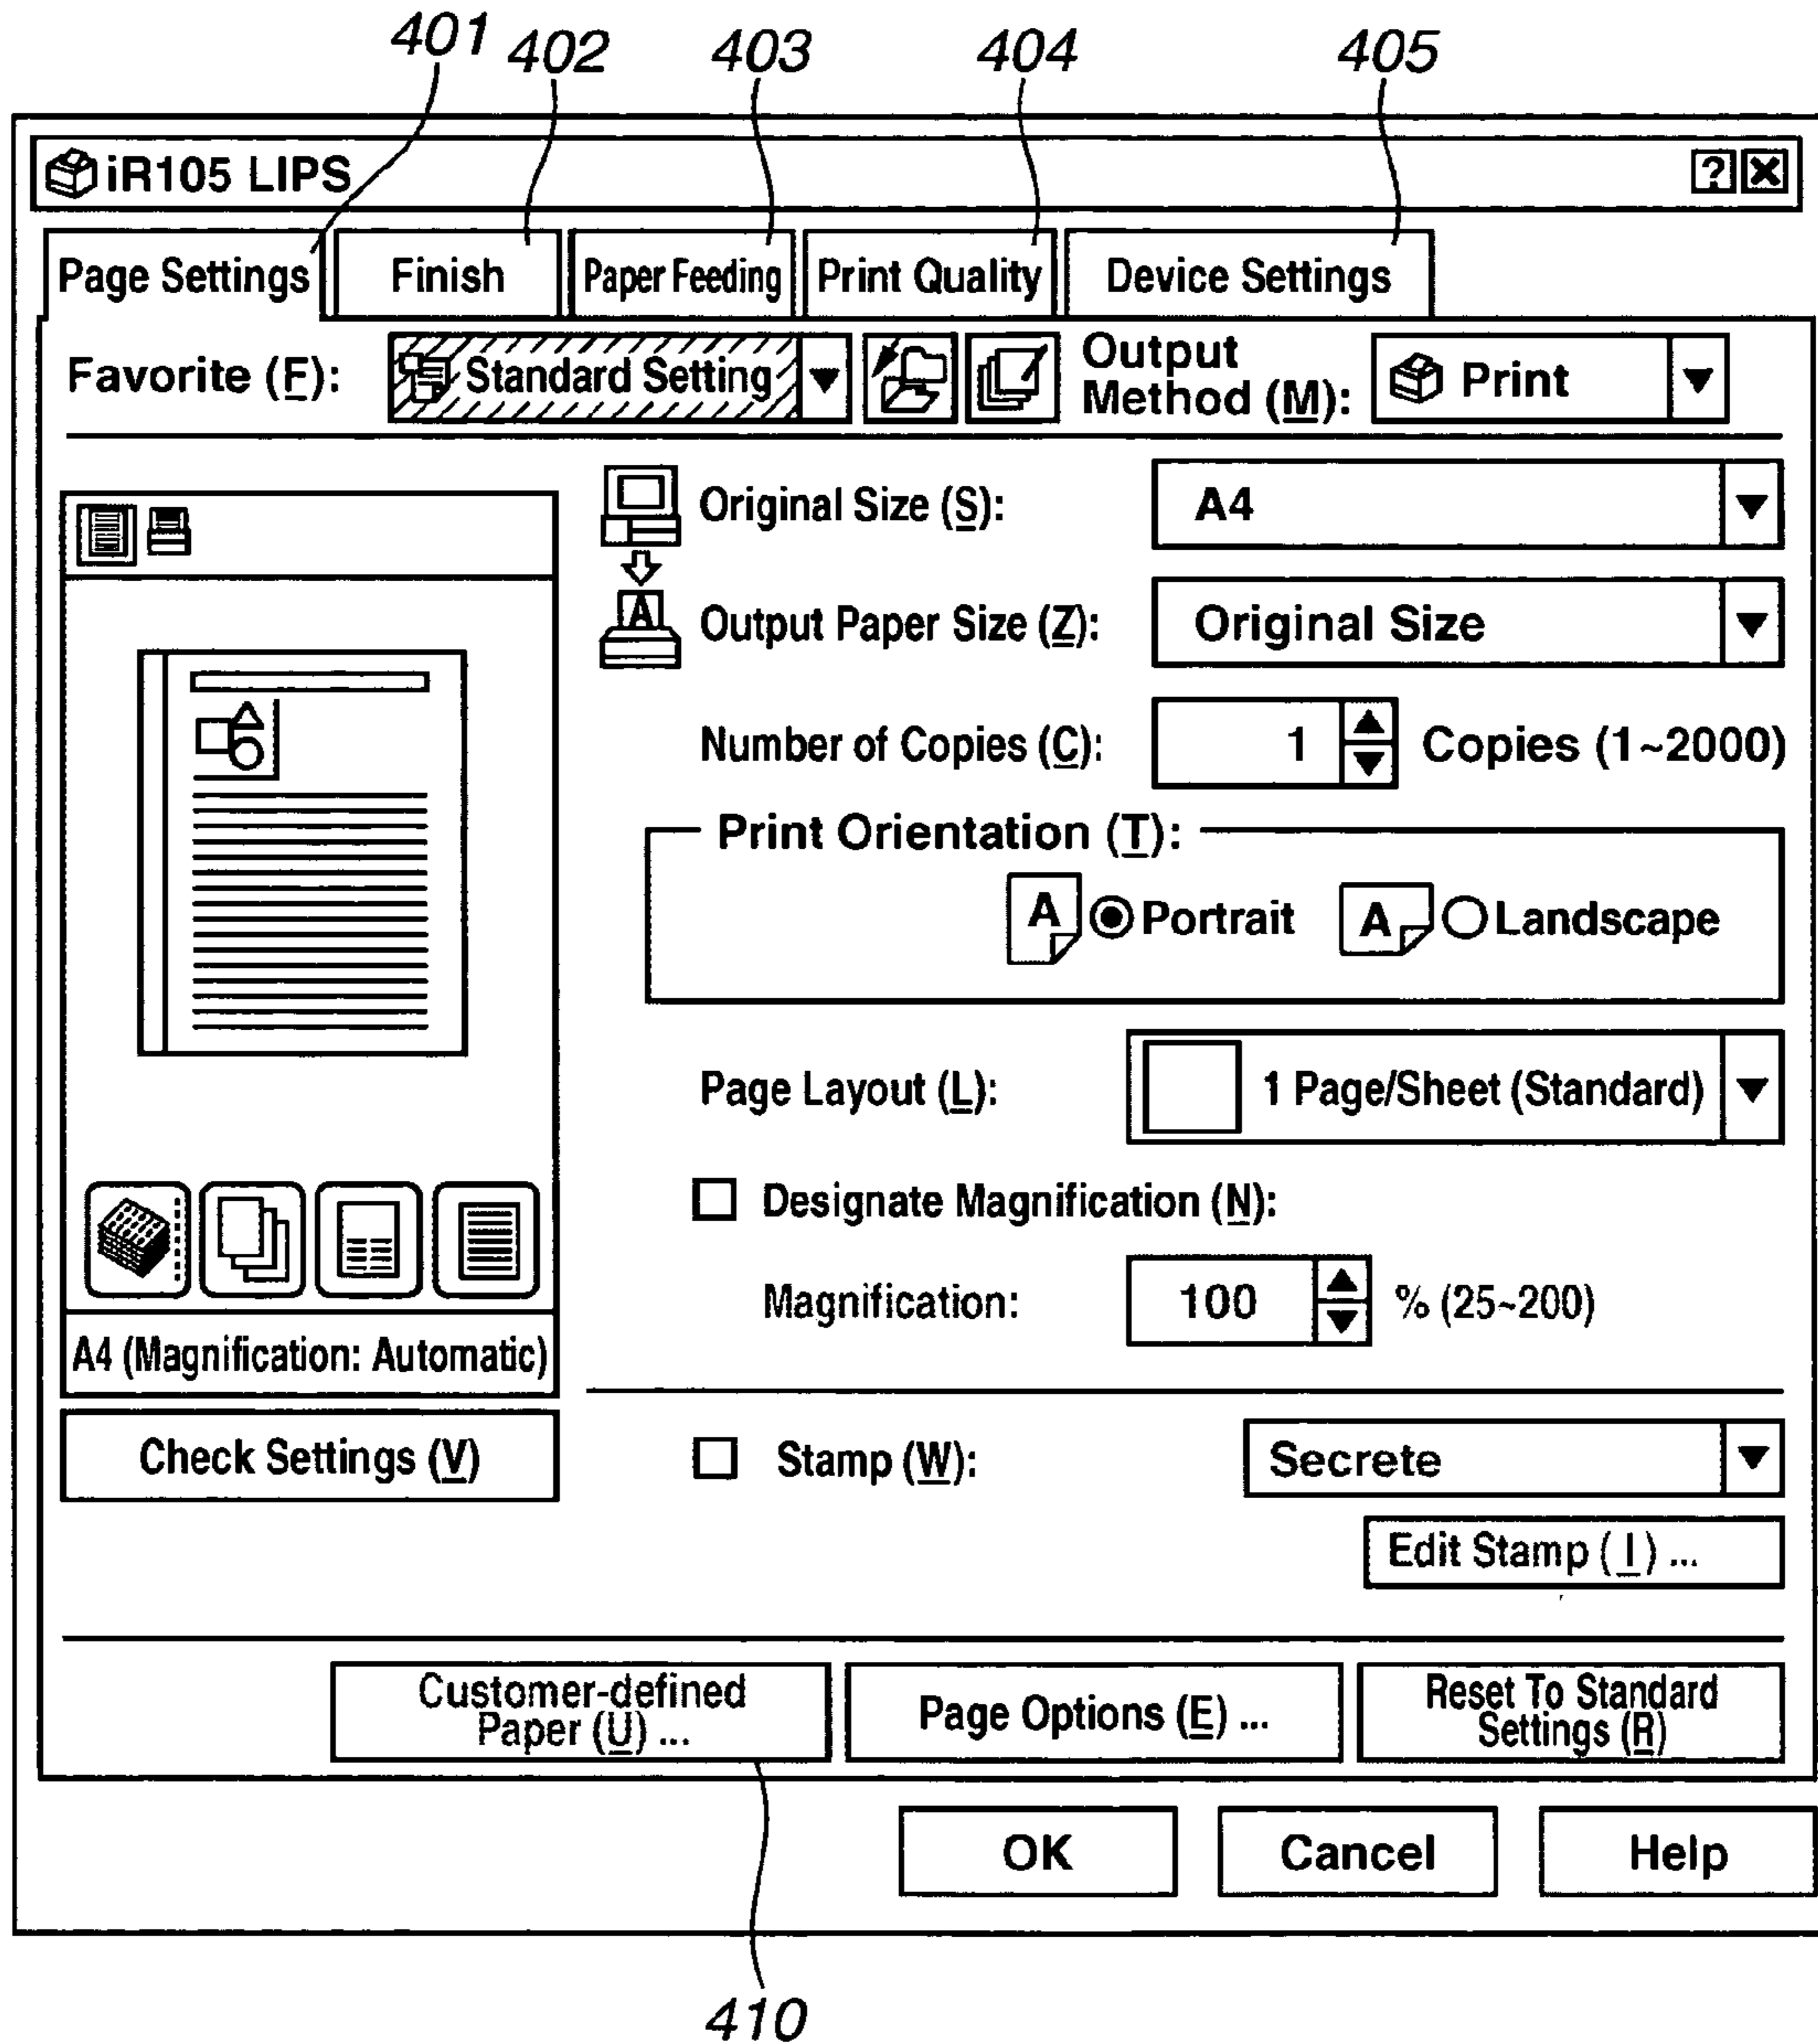 401 402 403 404 405
iR105 LIPS ?
Page Settings Finish Paper Feeding Print Quality Device Settings
Favorite (F): Standard Setting Output Method (M): Print
Original Size (S): A4
A
Output Paper Size (Z): Original Size
Number of Copies (C): 1 Copies (1~2000)
Print Orientation (T):
A Portrait A Landscape
Page Layout (L): 1 Page/Sheet (Standard)
Designate Magnification (N):
Magnification: 100 % (25~200)
A4 (Magnification: Automatic)
Check Settings (V)
Stamp (W): Secrete
Edit Stamp ( I ) ...
Customer-defined
Paper (U) ...
Page Options (E) ...
Reset To Standard
Settings (R)
OK Cancel Help
410